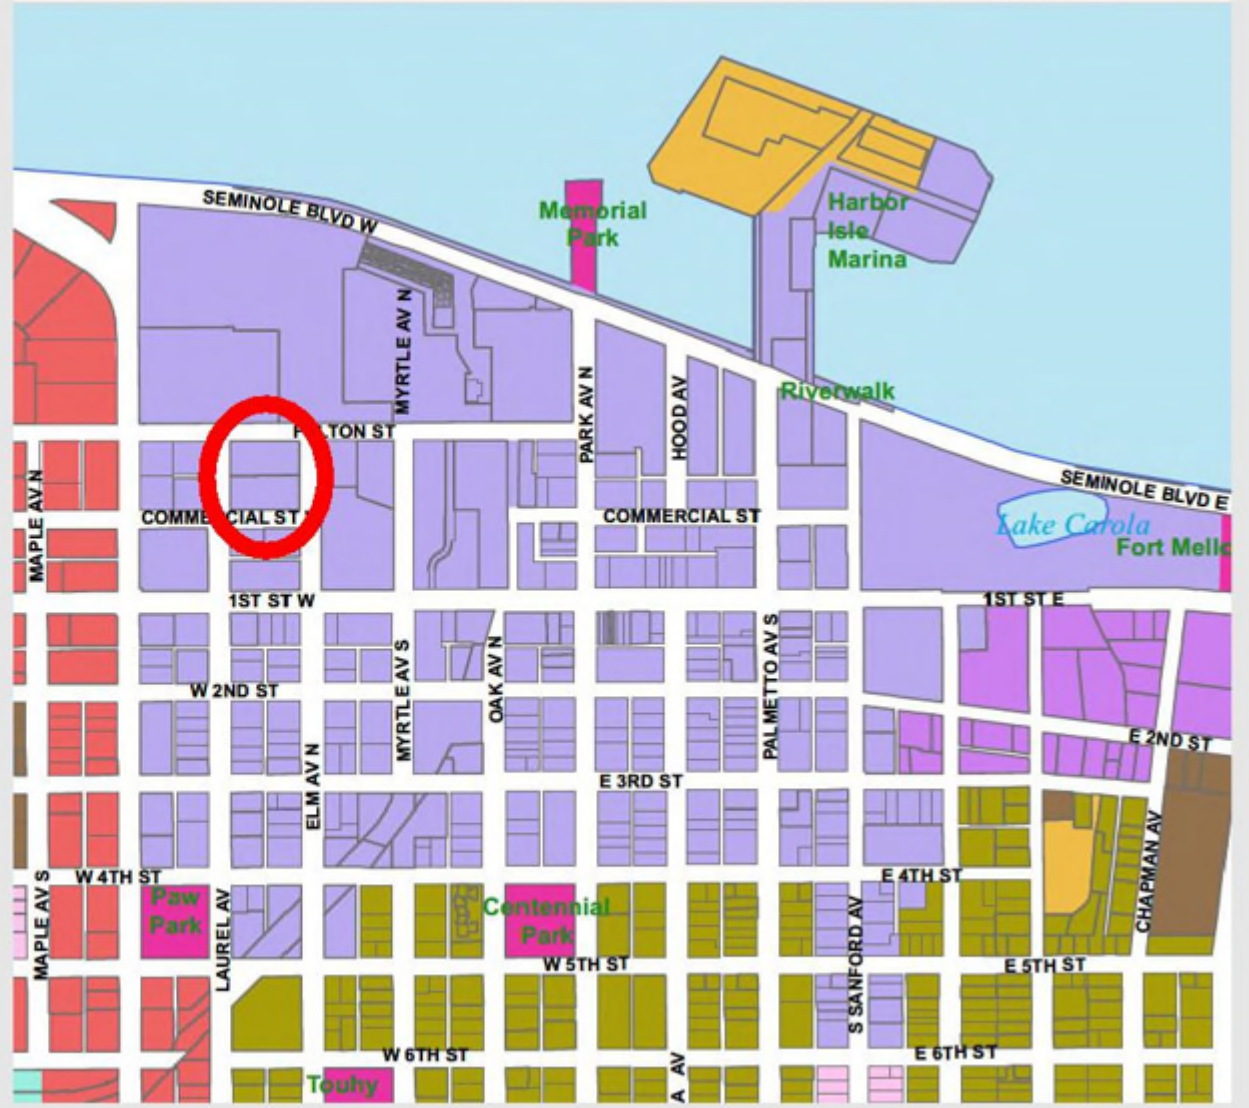 SEMINOLE BLVD W
Memorial
Park
Harbor
Isle
Marina
MYRTLE AV N
PARK AV N
HOOD AV
Riverwalk
LTON ST
MAPLE AV N
COMMERCIAL ST
COMMERCIAL ST
SEMINOLE BLVD E
Lake Carola
Fort Mello
1ST ST W
1ST ST E
W 2ND ST
MYRTLE AV S
OAK AV N
PALMETTO AV S
E 2ND ST
ELM AV N
E 3RD ST
W 4TH ST
E 4TH ST
CHAPMAN AV
MAPLE AV S
Paw
Park
LAUREL AV
Centennial
Park
S SANFORD AV
W 5TH ST
E 5TH ST
W 6TH ST
E 6TH ST
Touhy
A AV